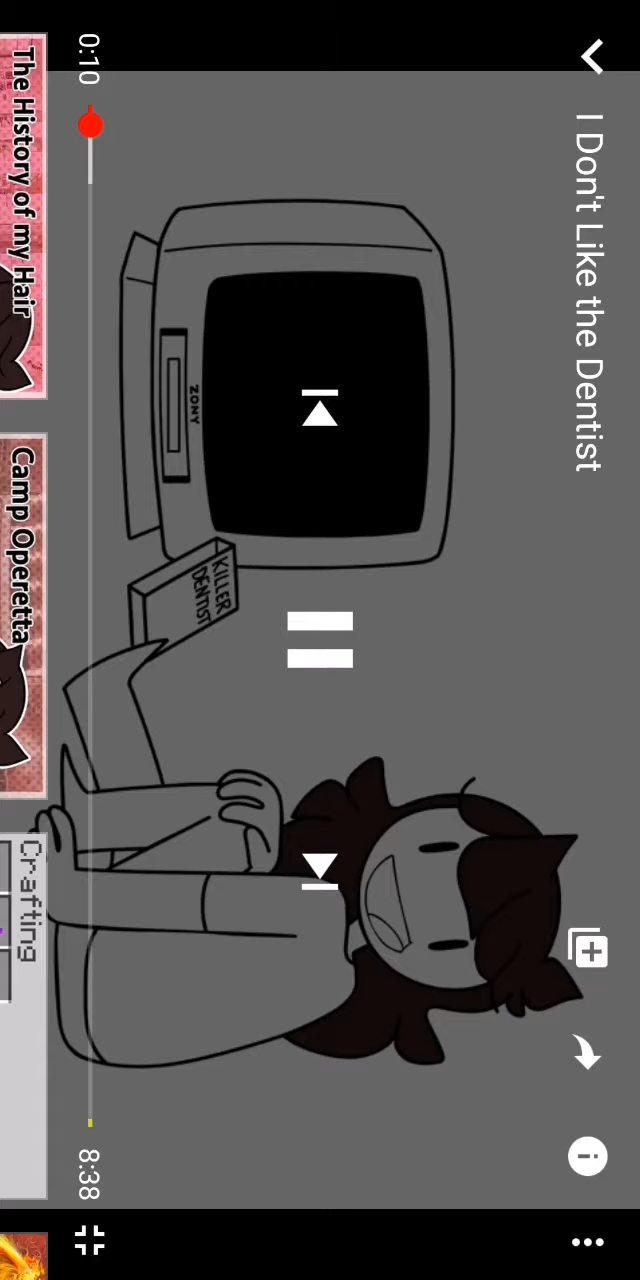 I Don't Like the Dentist
ZONY
KILLER
DENTIST
0:10
8:38
The History of my Hair
Camp Operetta
Crafting